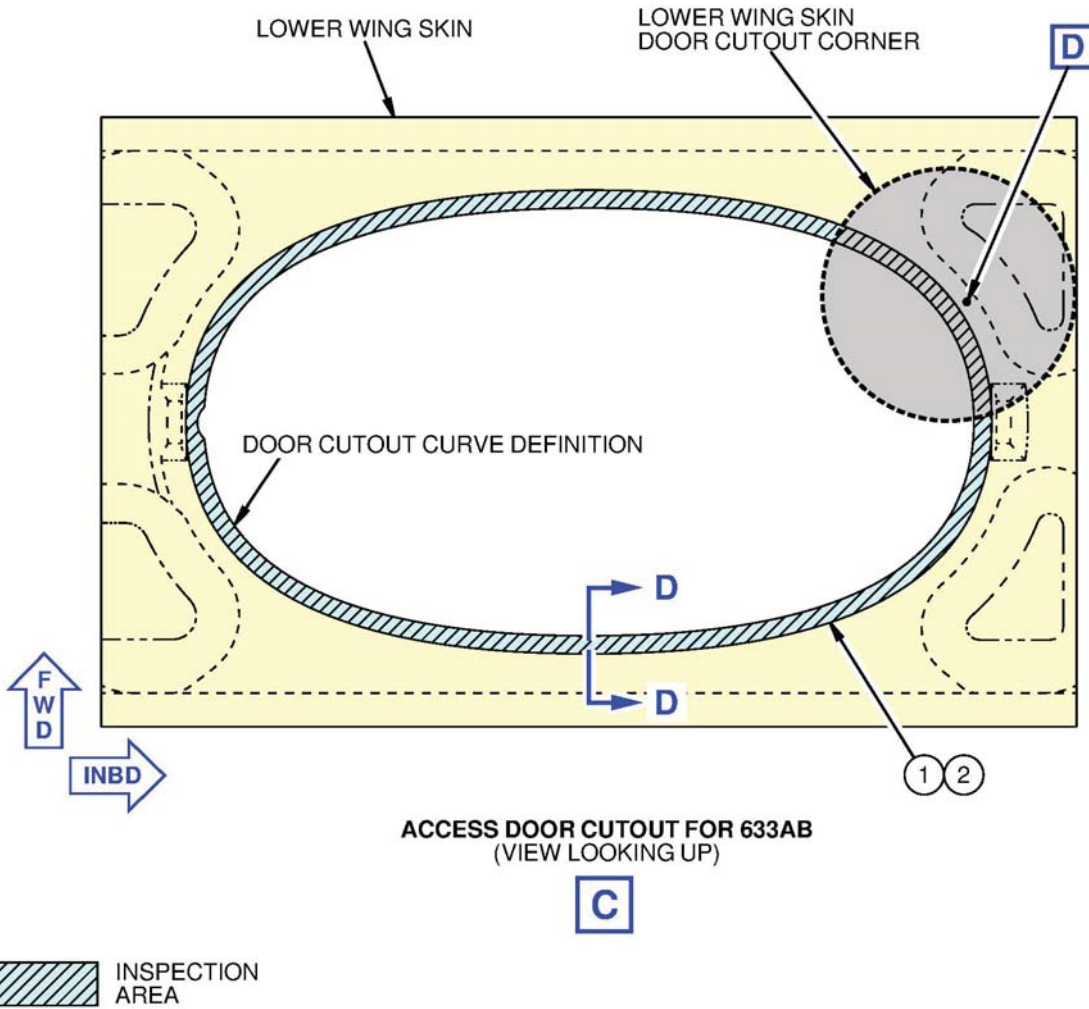 LOWER WING SKIN
LOWER WING SKIN
DOOR CUTOUT CORNER
D
DOOR CUTOUT CURVE DEFINITION
D
D
F
W
D
INBD
1 2
ACCESS DOOR CUTOUT FOR 633AB
(VIEW LOOKING UP)
C
INSPECTION
AREA